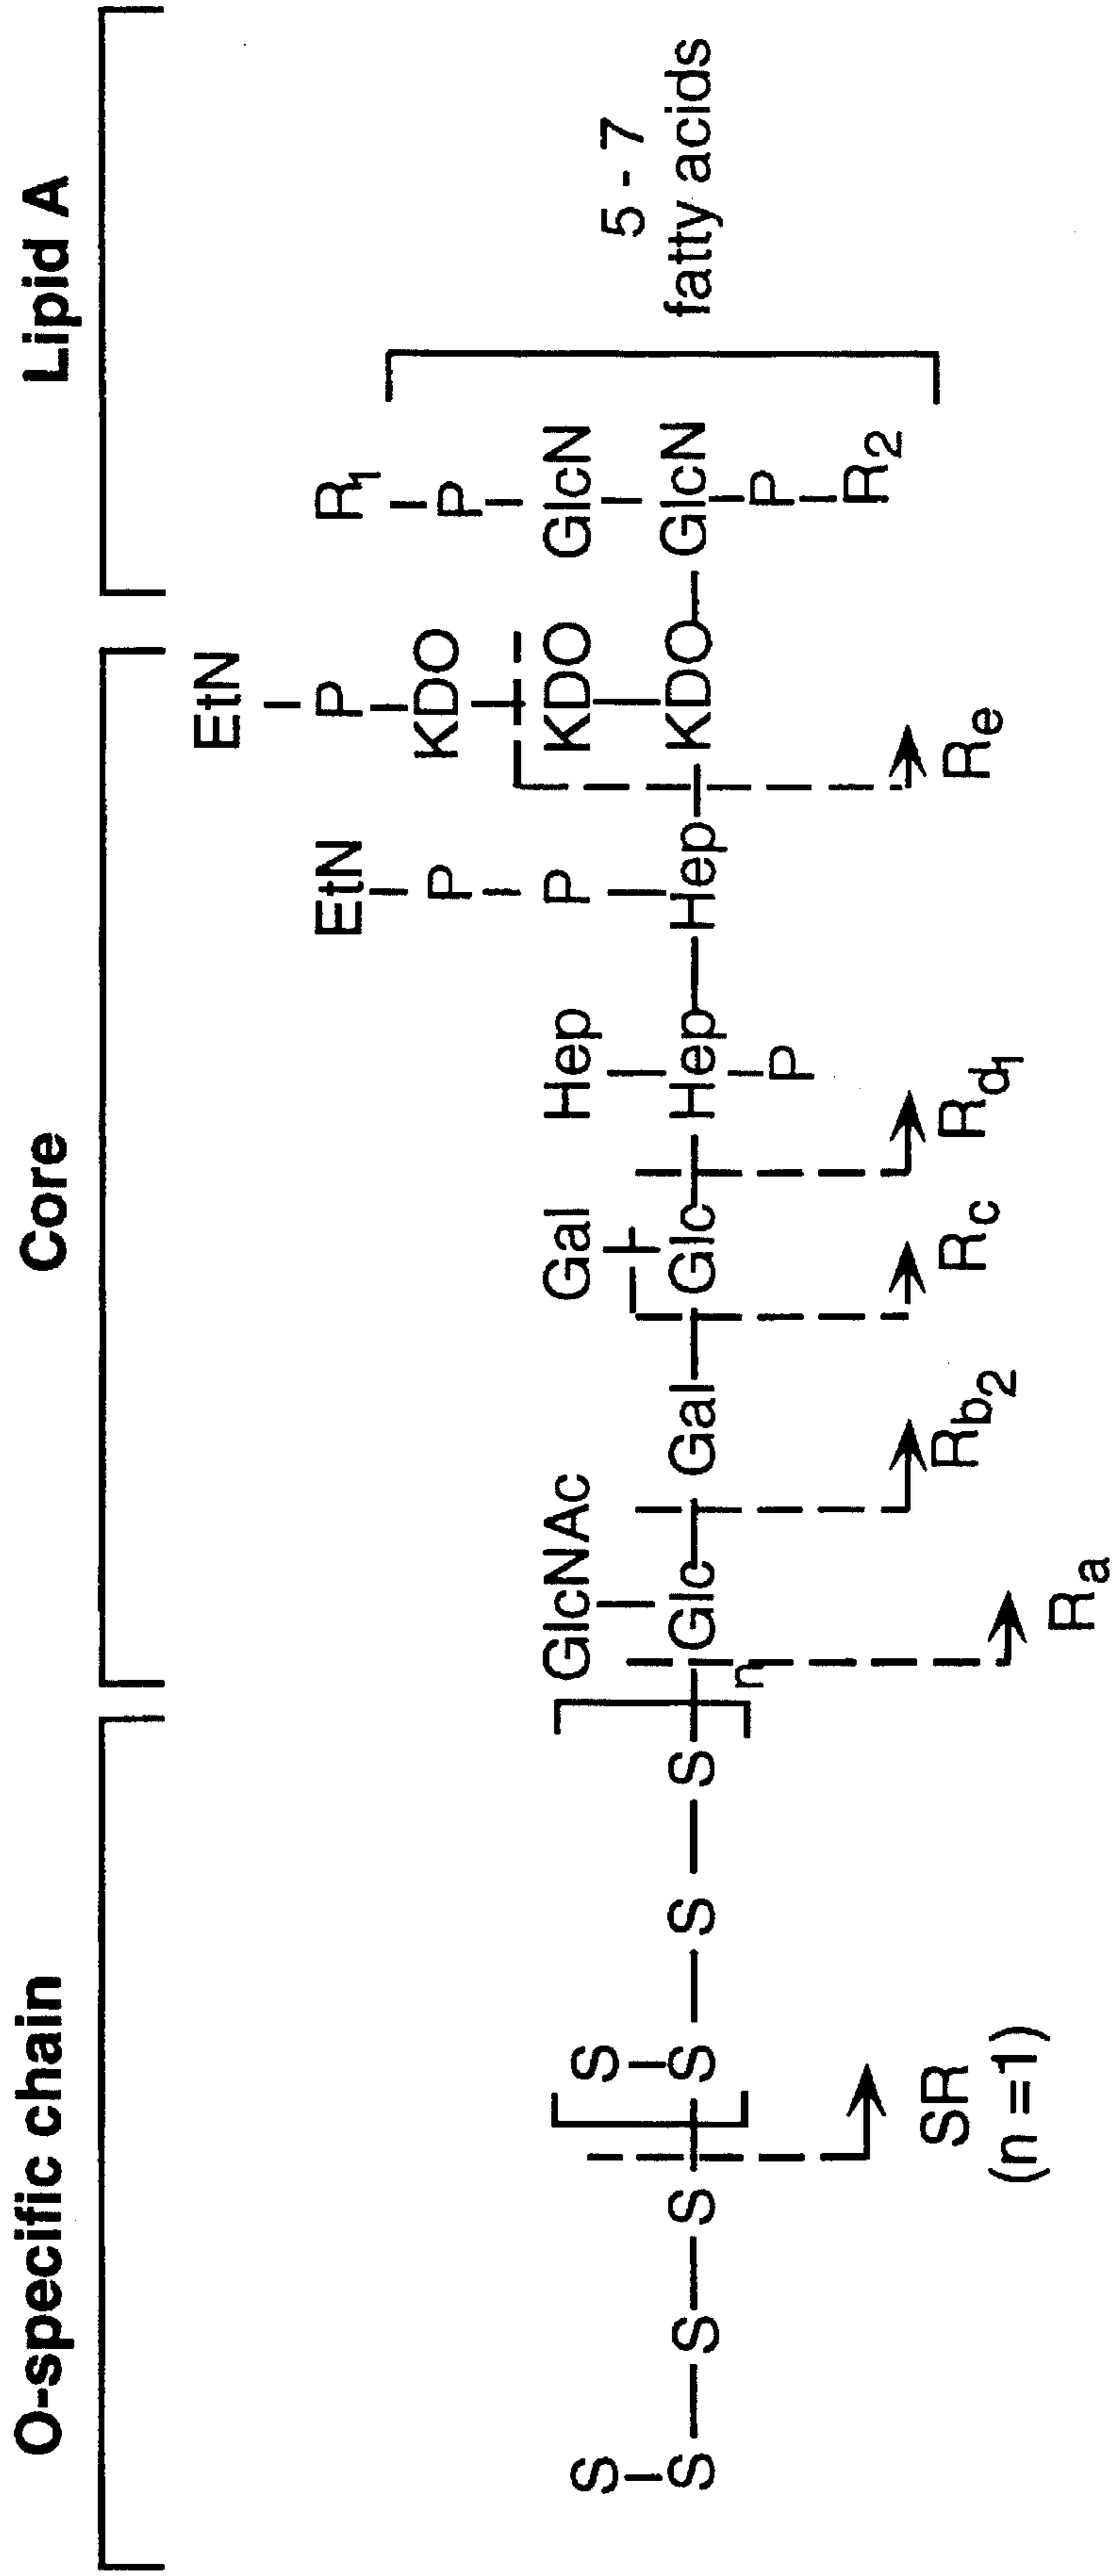 O-specific chain Core Lipid A
EtN
EtN P R1
P KDO P
S S GlcNAc Gal Hep P KDO GlcN 5 - 7
S — S — S — S — S — S — Glc — Gal — Glc — Hep — Hep — KDO — GlcN fatty acids
n P P
R2
SR Ra Rb2 Rc Rd1 Re
(n =1)